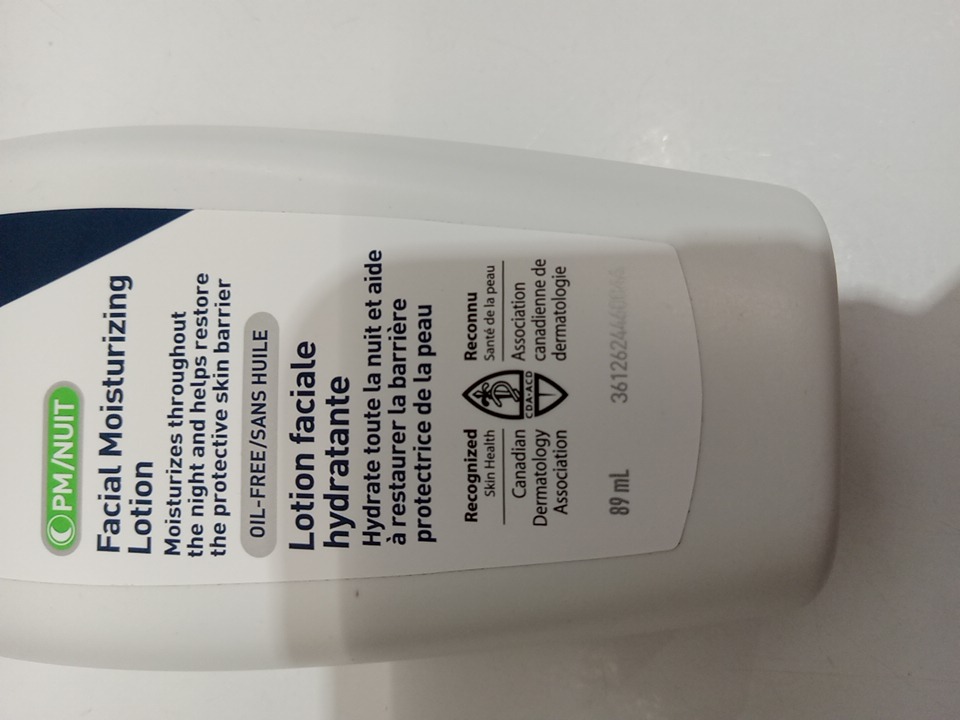 PM/NUIT
Facial Moisturizing
Lotion
Moisturizes throughout
the night and helps restore
the protective skin barrier
OIL-FREE/SANS HUILE
Lotion faciale
hydratante
Hydrate toute la nuit et aide
à restaurer la barrière
protectrice de la peau
Recognized
Skin Health
Canadian
Dermatology
Association
CDA•ACD
Reconnu
Santé de la peau
Association
canadienne de
dermatologie
89 mL